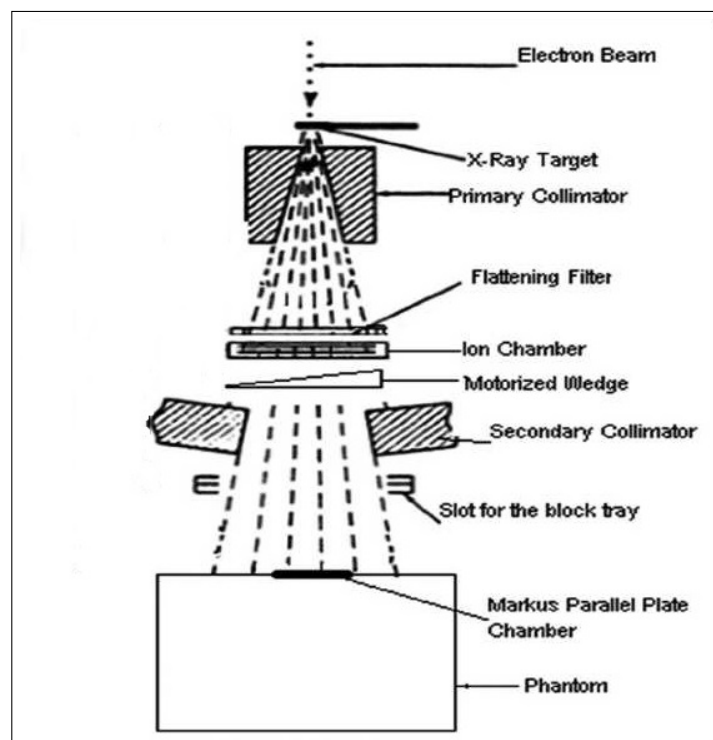 Electron Beam
X-Ray Target
Primary Collimator
Flattening Filter
Ion Chamber
Motorized Wedge
Secondary Collimator
Slot for the block tray
Markus Parallel Plate
Chamber
Phantom